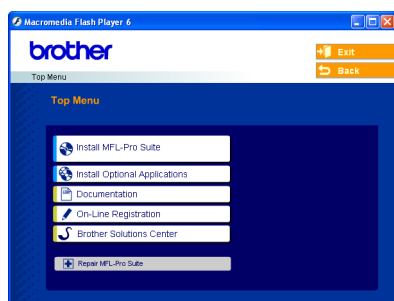 Macromedia Flash Player 6
brother
Exit
Back
Top Menu
Top Menu
Install MFL-Pro Suite
Install Optional Applications
Documentation
On-Line Registration
Brother Solutions Center
Repair MFL-Pro Suite